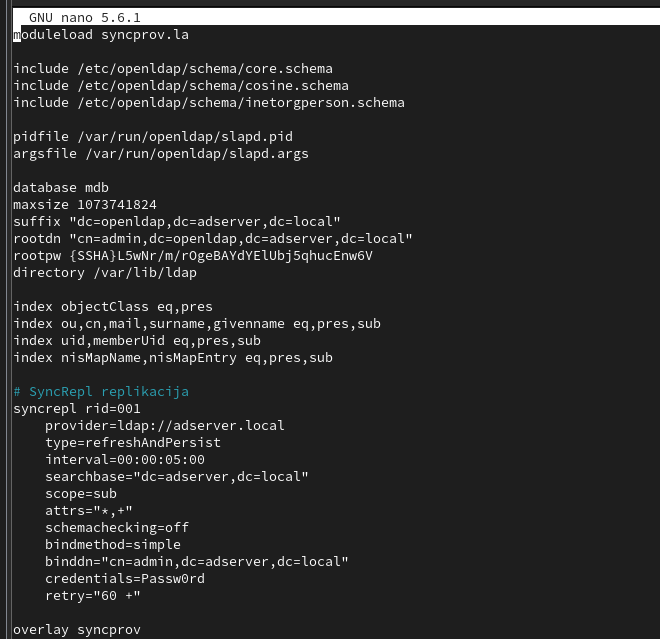 GNU nano 5.6.1
moduleload syncprov.la
include /etc/openldap/schema/core.schema
include /etc/openldap/schema/cosine.schema
include /etc/openldap/schema/inetorgperson.schema
pidfile /var/run/openldap/slapd.pid
argsfile /var/run/openldap/slapd.args
database mdb
maxsize 1073741824
suffix "dc=openldap,dc=adserver,dc=local"
rootdn "cn=admin,dc=openldap,dc=adserver,dc=local"
rootpw {SSHA}L5wNr/m/rOgeBAYdYElUbj5qhucEnw6V
directory /var/lib/ldap
index objectClass eq,pres
index ou,cn,mail,surname,givenname eq,pres,sub
index uid,memberUid eq,pres,sub
index nisMapName,nisMapEntry eq,pres,sub
# SyncRepl replikacija
syncrepl rid=001
    provider=ldap://adserver.local
    type=refreshAndPersist
    interval=00:00:05:00
    searchbase="dc=adserver,dc=local"
    scope=sub
    attrs="*,+"
    schemachecking=off
    bindmethod=simple
    binddn="cn=admin,dc=adserver,dc=local"
    credentials=Passw0rd
    retry="60 +"
overlay syncprov